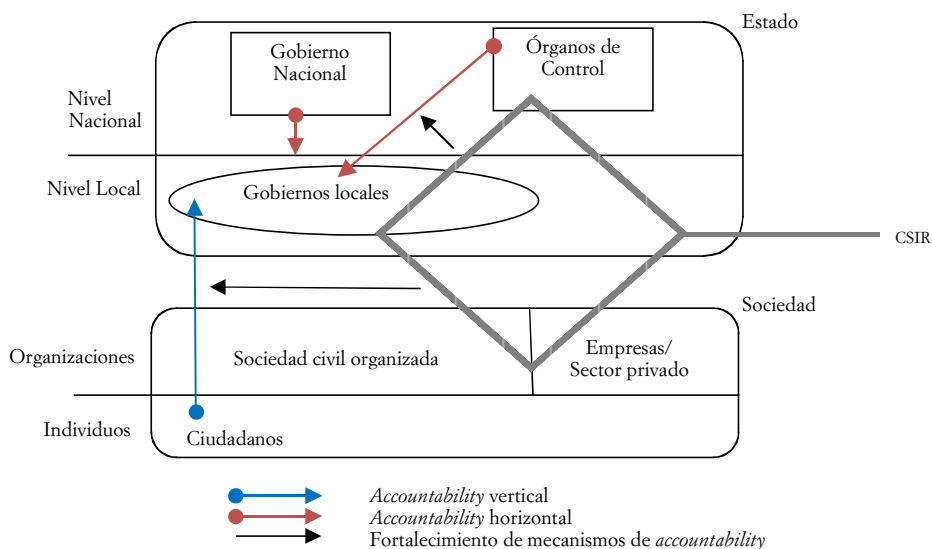 Estado
Gobierno
Nacional
Órganos de
Control
Nivel
Nacional
Nivel Local
Gobiernos locales
CSIR
Sociedad
Organizaciones
Sociedad civil organizada
Empresas/
Sector privado
Individuos
Ciudadanos
Accountability vertical
Accountability horizontal
Fortalecimiento de mecanismos de accountability